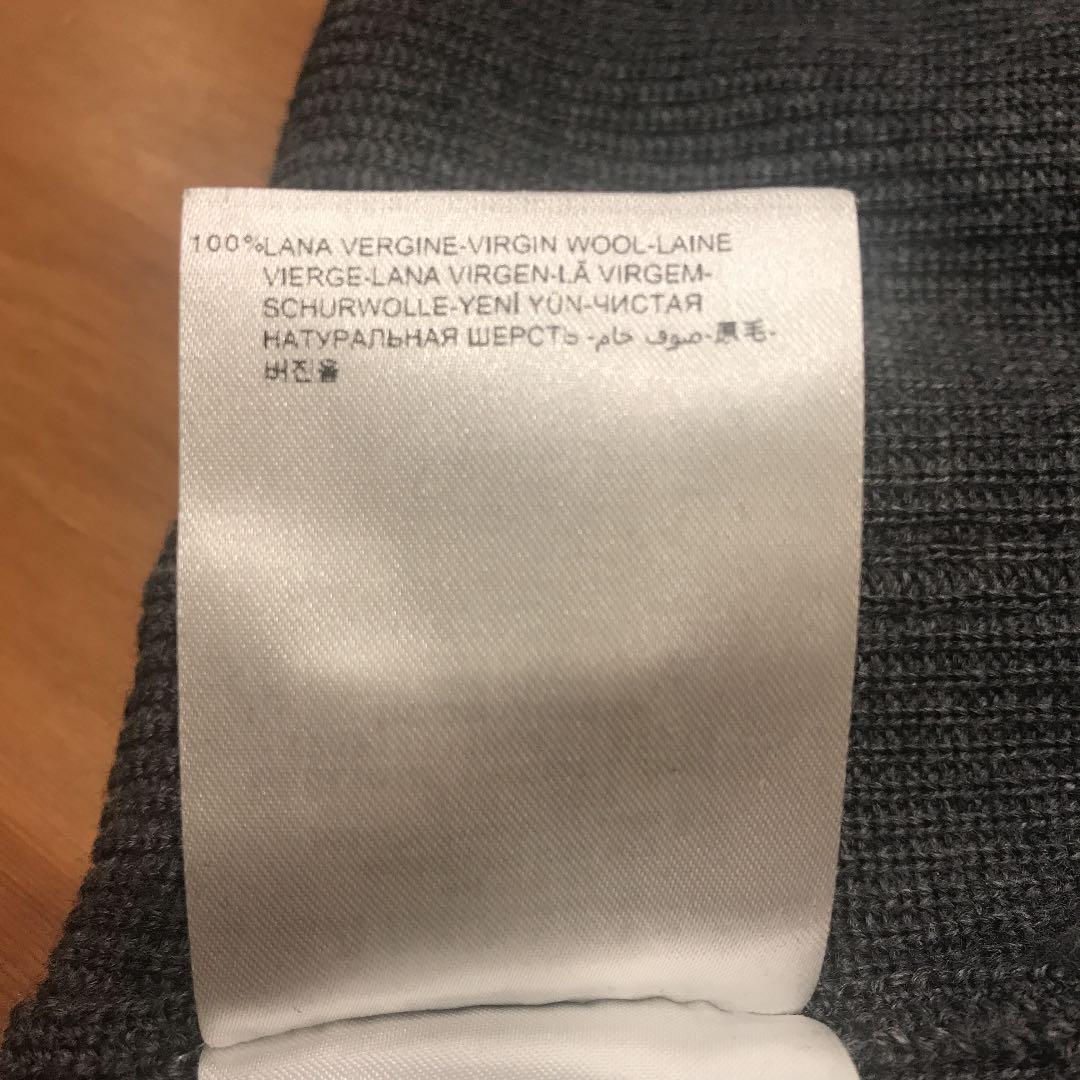 100%LANA VERGINE-VIRGIN WOOL-LAINE
VIERGE-LANA VIRGEN-LÃ VIRGEM-
SCHURWOLLE-YENİ YÜN-ЧИСТАЯ
НАТУРАЛЬНАЯ ШЕРСТЬ -صوف خام-原毛-
버진울